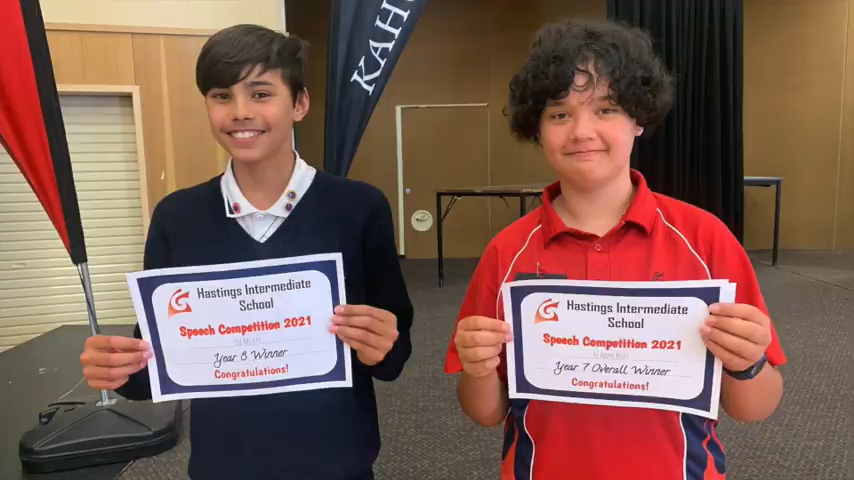 KAHU
Hastings Intermediate
School
Speech Competition 2021
Year 8 Winner
Congratulations!
Hastings Intermediate
School
Speech Competition 2021
Year 7 Overall Winner
Congratulations!